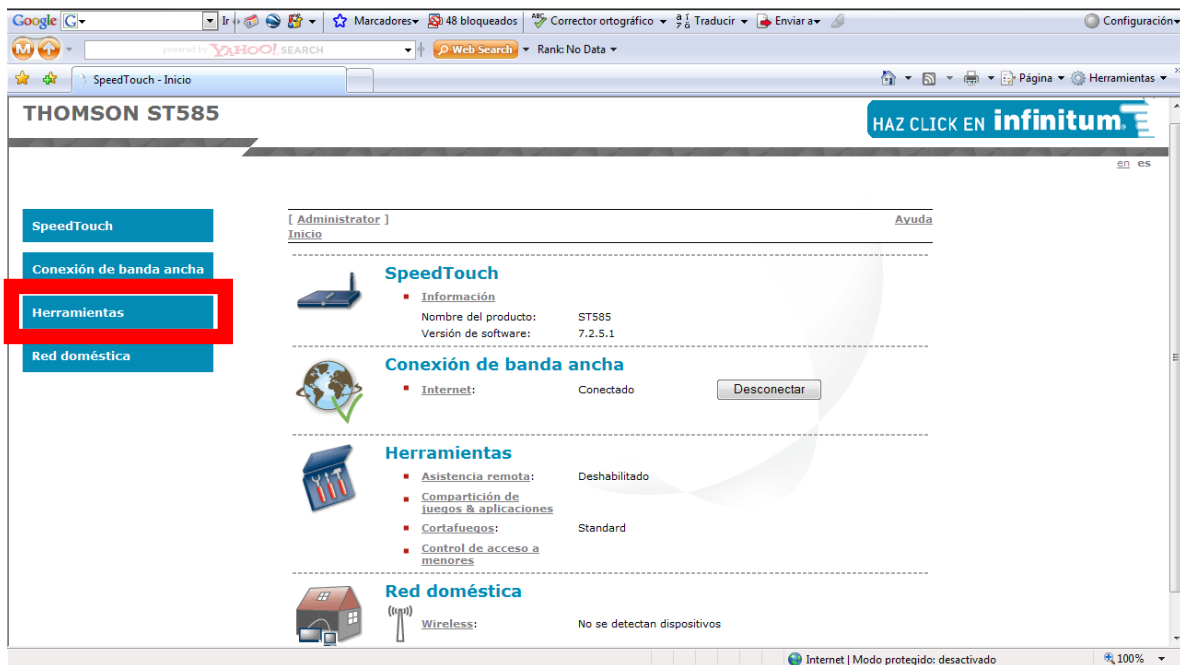 Google G
Ir
Marcadores
48 bloqueados
ABC Corrector ortográfico
Traducir
Enviar a
Configuración
M
powered by YAHOO! SEARCH
Web Search
Rank: No Data
SpeedTouch - Inicio
Página
Herramientas
THOMSON ST585
HAZ CLICK EN infinitum.
en es
SpeedTouch
Conexión de banda ancha
Herramientas
Red doméstica
[ Administrator ]
Ayuda
Inicio
SpeedTouch
Información
Nombre del producto: ST585
Versión de software: 7.2.5.1
Conexión de banda ancha
Internet: Conectado Desconectar
Herramientas
Asistencia remota: Deshabilitado
Compartición de
juegos & aplicaciones
Cortafuegos: Standard
Control de acceso a
menores
Red doméstica
Wireless: No se detectan dispositivos
Internet | Modo protegido: desactivado
100%